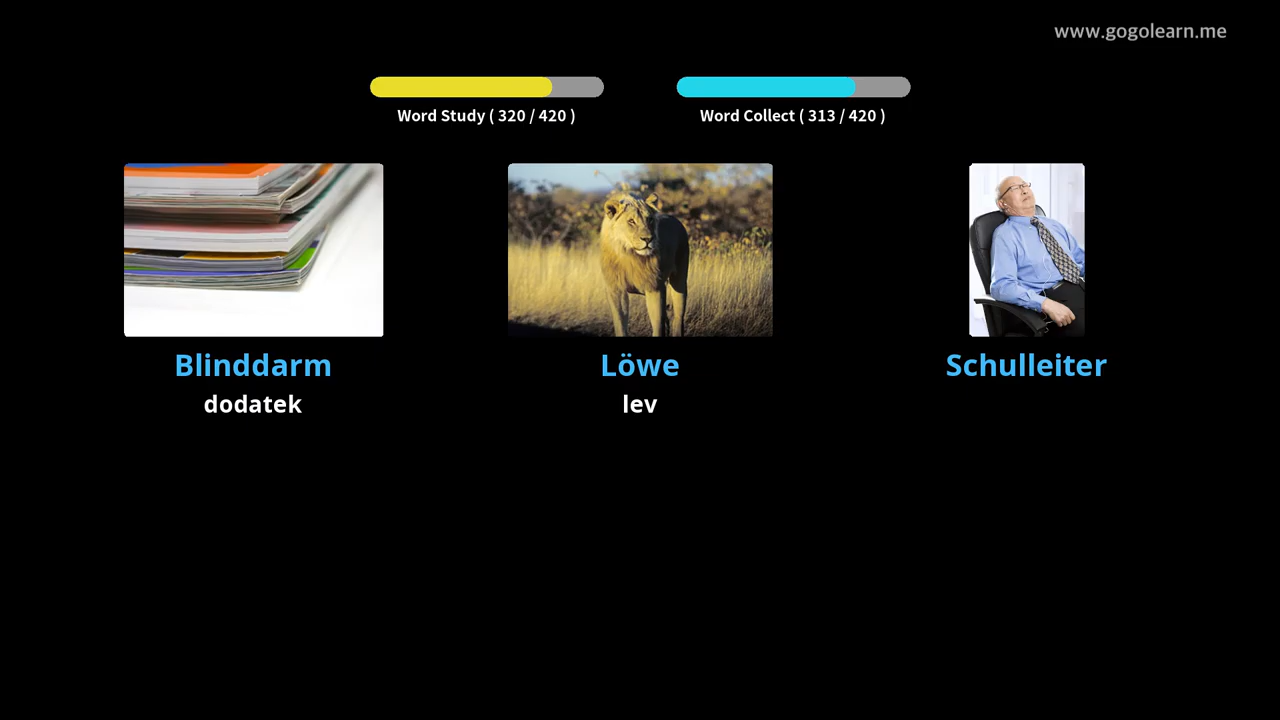 www.gogolearn.me
Word Study ( 320 / 420 )
Word Collect ( 313 / 420 )
Blinddarm
Löwe
Schulleiter
dodatek
lev